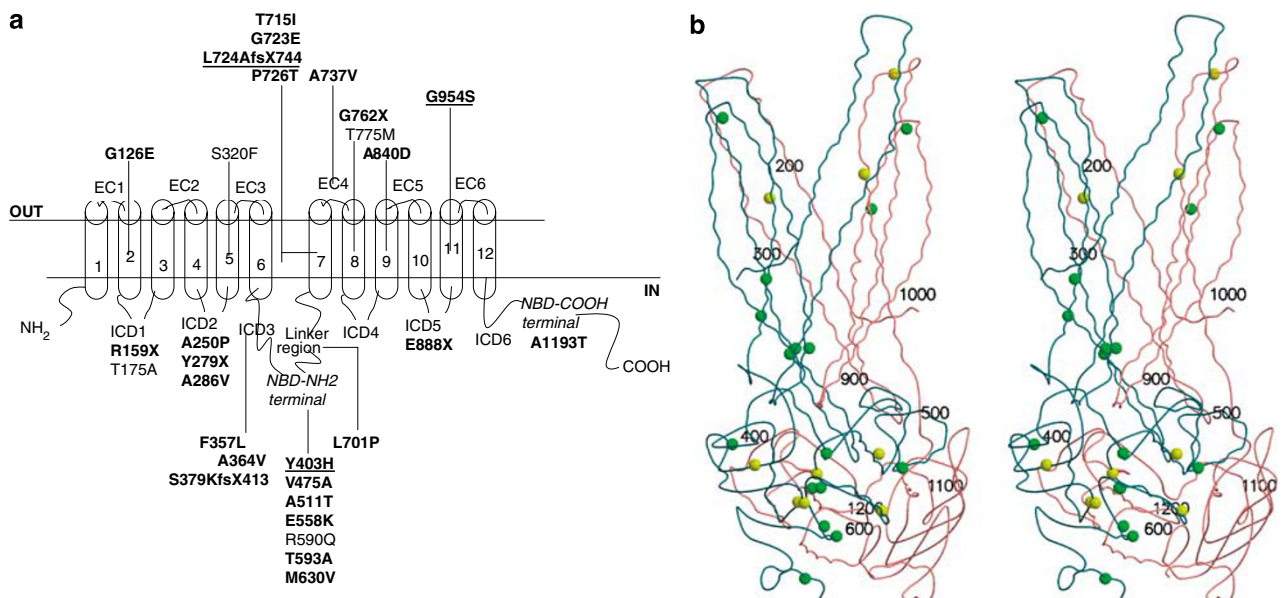 a
T715I
G723E
L724AfsX744
P726T A737V
G954S
G762X
T775M
A840D
G126E
S320F
EC1 EC2 EC3 EC4 EC5 EC6
OUT
1 2 3 4 5 6 7 8 9 10 11 12
IN
NH2
ICD1
R159X
T175A
ICD2
A250P
Y279X
A286V
ICD3
Linker
region
ICD4
ICD5
E888X
ICD6
NBD-COOH
terminal
A1193T
COOH
NBD-NH2
terminal
F357L
A364V
S379KfsX413
L701P
Y403H
V475A
A511T
E558K
R590Q
T593A
M630V
b
200
300
1000
900
500
400
1100
1200
600
200
300
1000
900
500
400
1100
1200
600